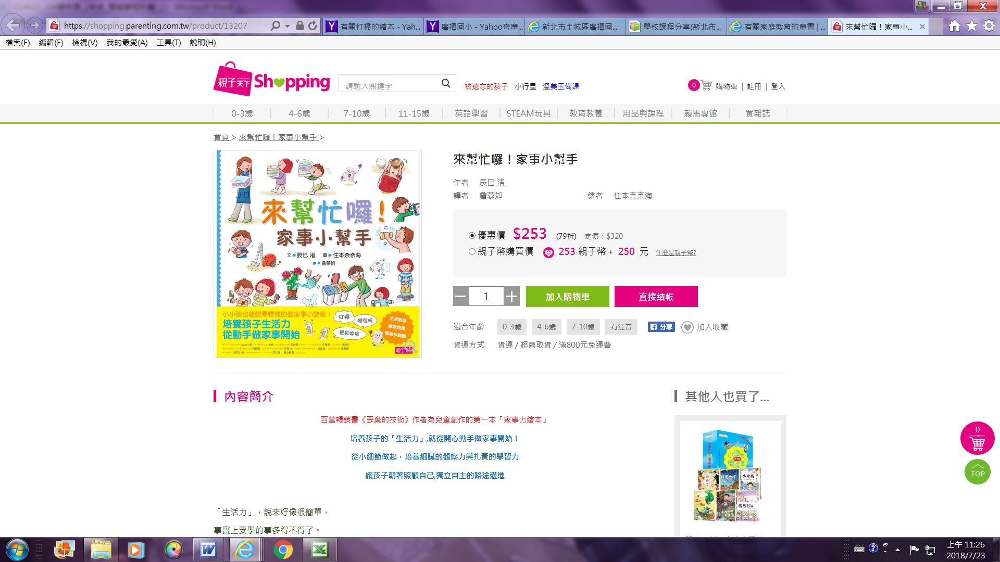 https://shopping.parenting.com.tw/product/13207
有關打掃的繪本 - Yah...
廣福國小 - Yahoo奇摩...
新北市土城區廣福國...
學校課程分享(新北市...
有關家庭教育的童書 | ...
來幫忙囉！家事小...
檔案(F) 編輯(E) 檢視(V) 我的最愛(A) 工具(T) 說明(H)
親子天下 Shopping
請輸入關鍵字
被遺忘的孩子 小行星 溫美玉備課
0 購物車 | 註冊 | 登入
0-3歲 4-6歲 7-10歲 11-15歲 英語學習 STEAM玩具 教育教養 用品與課程 賴馬專館 買雜誌
首頁 > 來幫忙囉！家事小幫手 >
來幫忙囉！
家事小幫手
文 辰巳 渚 圖 住本奈奈海
譯 詹慕如
小小孩也能輕易看懂的做家事小訣竅！
培養孩子生活力
從動手做家事開始
打掃
曬衣服
餐具收拾
生活對話
+
幽默插畫
+
簡單步驟圖
親子天下
來幫忙囉！家事小幫手
作者 辰巳 渚
譯者 詹慕如 繪者 住本奈奈海
優惠價 $253 (79折) 定價：$320
親子幣購買價 253 親子幣 + 250 元 什麼是親子幣?
1
加入購物車
直接結帳
適合年齡 0-3歲 4-6歲 7-10歲 有注音 分享 加入收藏
貨運方式 貨運 / 超商取貨 / 滿800元免運費
內容簡介
百萬暢銷書《丟棄的技術》作者為兒童創作的第一本「家事力繪本」
培養孩子的「生活力」,就從開心動手做家事開始！
從小細節做起，培養細膩的觀察力與扎實的學習力
讓孩子朝著照顧自己,獨立自主的路途邁進
「生活力」，說來好像很簡單，
事實上要學的事多得不得了。
其他人也買了...
小學生
橋梁書
小東西
屁屁超人
0
TOP
上午 11:26
2018/7/23